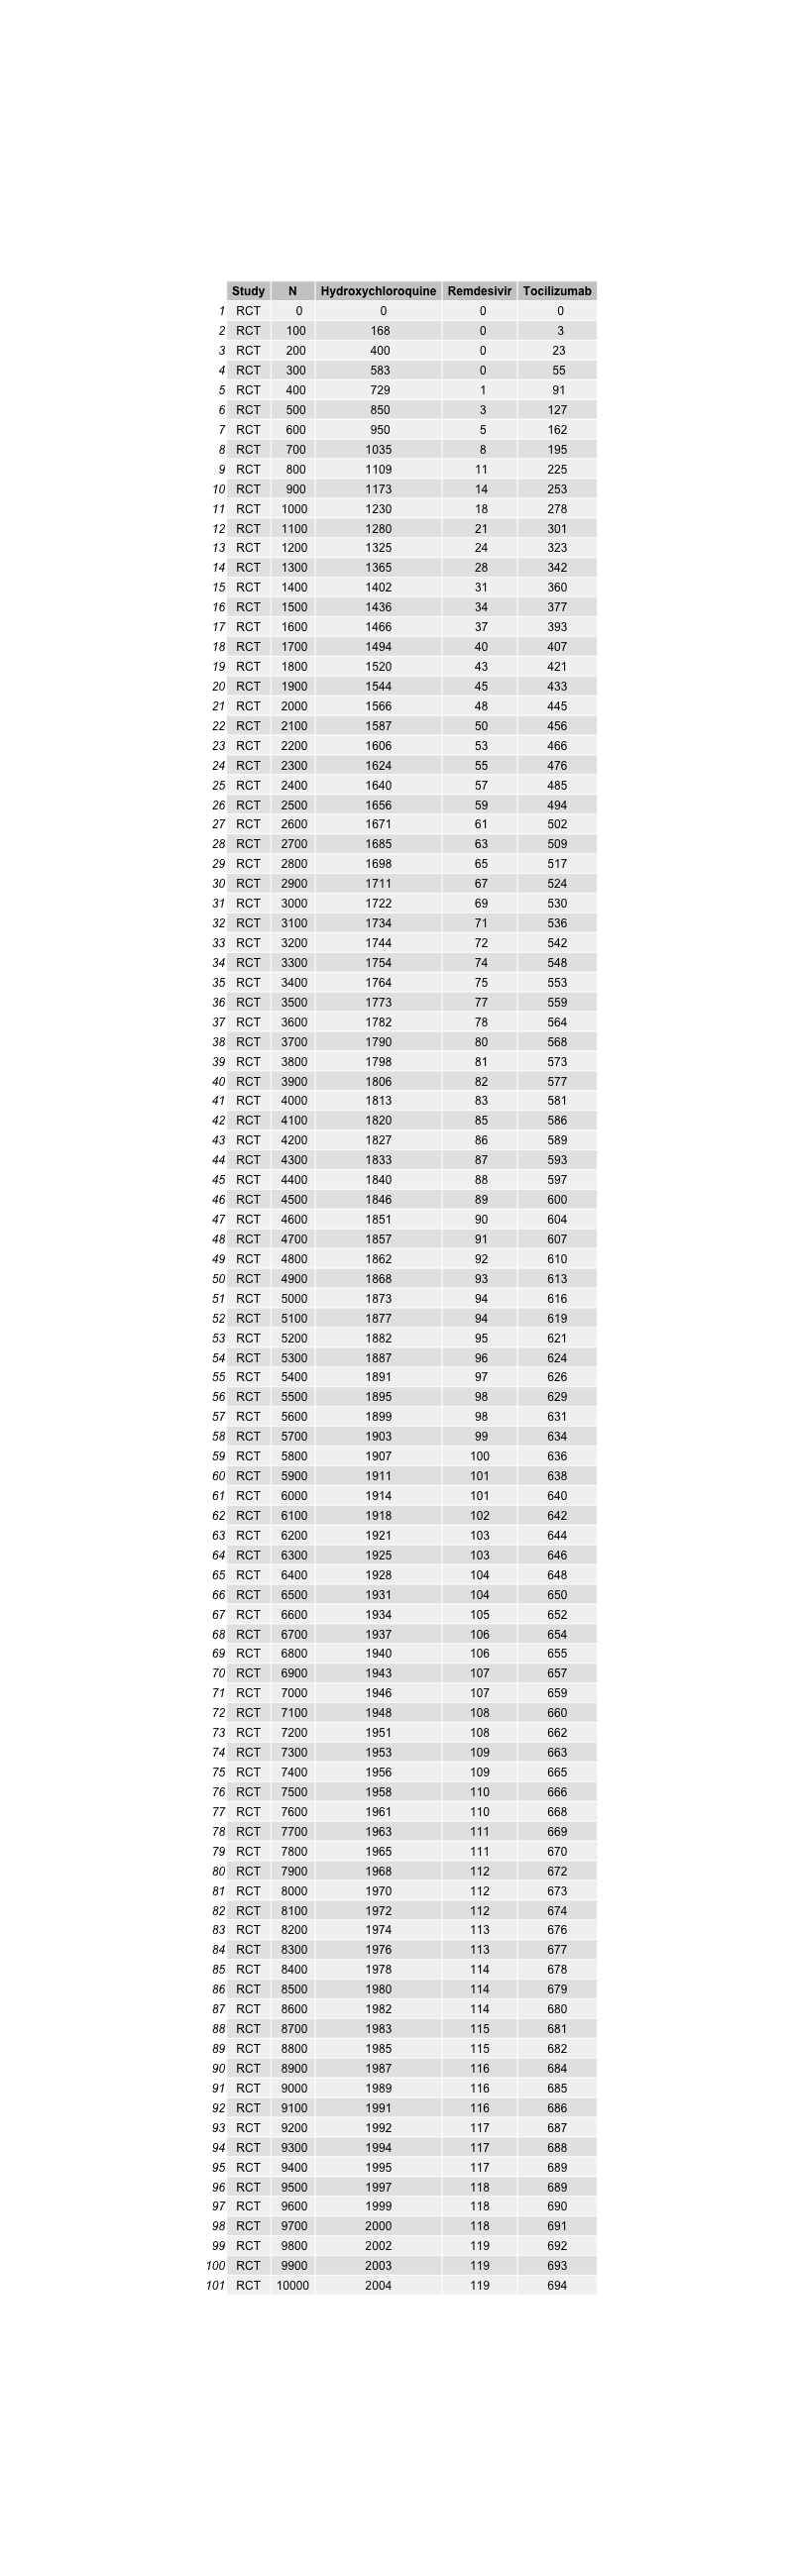 Study N Hydroxychloroquine Remdesivir Tocilizumab
1 RCT 0 0 0 0
2 RCT 100 168 0 3
3 RCT 200 400 0 23
4 RCT 300 583 0 55
5 RCT 400 729 1 91
6 RCT 500 850 3 127
7 RCT 600 950 5 162
8 RCT 700 1035 8 195
9 RCT 800 1109 11 225
10 RCT 900 1173 14 253
11 RCT 1000 1230 18 278
12 RCT 1100 1280 21 301
13 RCT 1200 1325 24 323
14 RCT 1300 1365 28 342
15 RCT 1400 1402 31 360
16 RCT 1500 1436 34 377
17 RCT 1600 1466 37 393
18 RCT 1700 1494 40 407
19 RCT 1800 1520 43 421
20 RCT 1900 1544 45 433
21 RCT 2000 1566 48 445
22 RCT 2100 1587 50 456
23 RCT 2200 1606 53 466
24 RCT 2300 1624 55 476
25 RCT 2400 1640 57 485
26 RCT 2500 1656 59 494
27 RCT 2600 1671 61 502
28 RCT 2700 1685 63 509
29 RCT 2800 1698 65 517
30 RCT 2900 1711 67 524
31 RCT 3000 1722 69 530
32 RCT 3100 1734 71 536
33 RCT 3200 1744 72 542
34 RCT 3300 1754 74 548
35 RCT 3400 1764 75 553
36 RCT 3500 1773 77 559
37 RCT 3600 1782 78 564
38 RCT 3700 1790 80 568
39 RCT 3800 1798 81 573
40 RCT 3900 1806 82 577
41 RCT 4000 1813 83 581
42 RCT 4100 1820 85 586
43 RCT 4200 1827 86 589
44 RCT 4300 1833 87 593
45 RCT 4400 1840 88 597
46 RCT 4500 1846 89 600
47 RCT 4600 1851 90 604
48 RCT 4700 1857 91 607
49 RCT 4800 1862 92 610
50 RCT 4900 1868 93 613
51 RCT 5000 1873 94 616
52 RCT 5100 1877 94 619
53 RCT 5200 1882 95 621
54 RCT 5300 1887 96 624
55 RCT 5400 1891 97 626
56 RCT 5500 1895 98 629
57 RCT 5600 1899 98 631
58 RCT 5700 1903 99 634
59 RCT 5800 1907 100 636
60 RCT 5900 1911 101 638
61 RCT 6000 1914 101 640
62 RCT 6100 1918 102 642
63 RCT 6200 1921 103 644
64 RCT 6300 1925 103 646
65 RCT 6400 1928 104 648
66 RCT 6500 1931 104 650
67 RCT 6600 1934 105 652
68 RCT 6700 1937 106 654
69 RCT 6800 1940 106 655
70 RCT 6900 1943 107 657
71 RCT 7000 1946 107 659
72 RCT 7100 1948 108 660
73 RCT 7200 1951 108 662
74 RCT 7300 1953 109 663
75 RCT 7400 1956 109 665
76 RCT 7500 1958 110 666
77 RCT 7600 1961 110 668
78 RCT 7700 1963 111 669
79 RCT 7800 1965 111 670
80 RCT 7900 1968 112 672
81 RCT 8000 1970 112 673
82 RCT 8100 1972 112 674
83 RCT 8200 1974 113 676
84 RCT 8300 1976 113 677
85 RCT 8400 1978 114 678
86 RCT 8500 1980 114 679
87 RCT 8600 1982 114 680
88 RCT 8700 1983 115 681
89 RCT 8800 1985 115 682
90 RCT 8900 1987 116 684
91 RCT 9000 1989 116 685
92 RCT 9100 1991 116 686
93 RCT 9200 1992 117 687
94 RCT 9300 1994 117 688
95 RCT 9400 1995 117 689
96 RCT 9500 1997 118 689
97 RCT 9600 1999 118 690
98 RCT 9700 2000 118 691
99 RCT 9800 2002 119 692
100 RCT 9900 2003 119 693
101 RCT 10000 2004 119 694